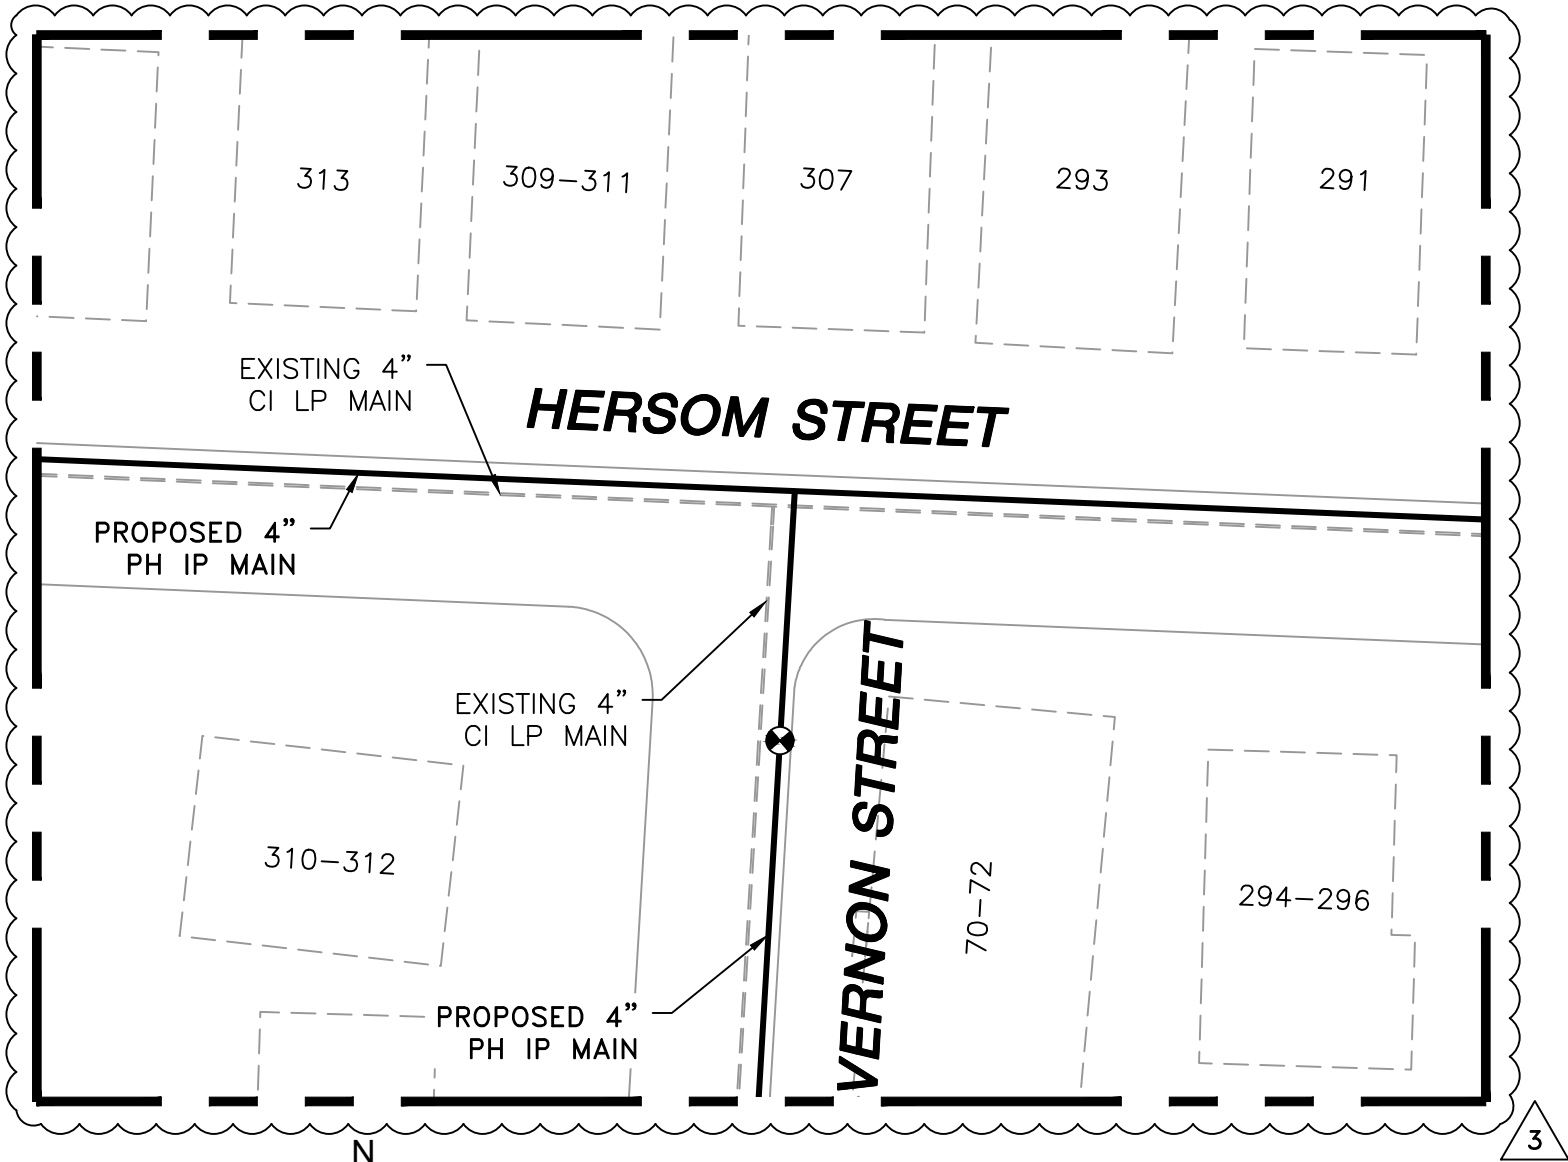 313
309-311
307
293
291
EXISTING 4"
CI LP MAIN
HERSOM STREET
PROPOSED 4"
PH IP MAIN
EXISTING 4"
CI LP MAIN
VERNON STREET
310-312
70-72
294-296
PROPOSED 4"
PH IP MAIN
N
3